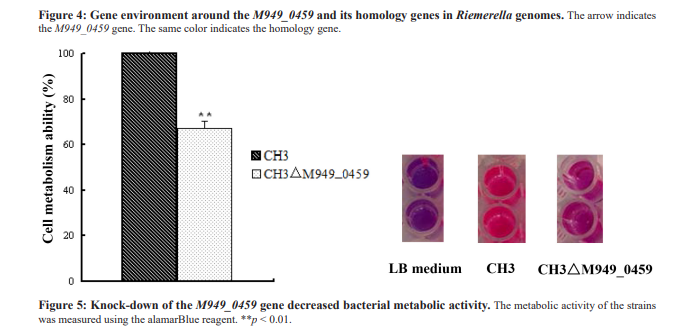 Figure 4: Gene environment around the M949_0459 and its homology genes in Riemerella genomes. The arrow indicates
the M949_0459 gene. The same color indicates the homology gene.
Cell metabolism ability (%)
100
80
60
40
20
0
**
CH3
CH3△M949_0459
LB medium CH3 CH3△M949_0459
Figure 5: Knock-down of the M949_0459 gene decreased bacterial metabolic activity. The metabolic activity of the strains
was measured using the alamarBlue reagent. **p < 0.01.